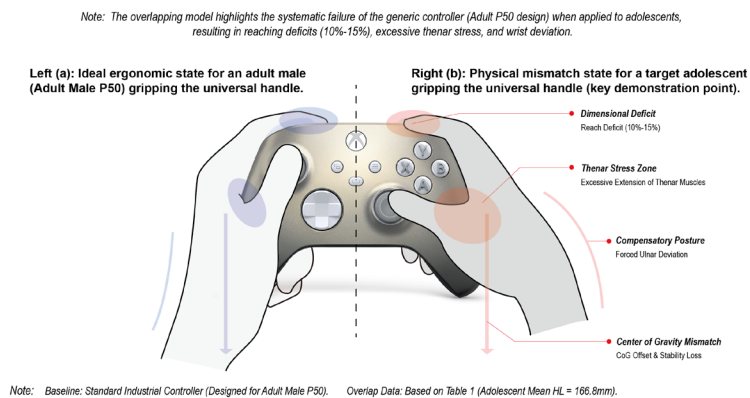 Note: The overlapping model highlights the systematic failure of the generic controller (Adult P50 design) when applied to adolescents,
resulting in reaching deficits (10%-15%), excessive thenar stress, and wrist deviation.
Left (a): Ideal ergonomic state for an adult male
(Adult Male P50) gripping the universal handle.
Right (b): Physical mismatch state for a target adolescent
gripping the universal handle (key demonstration point).
Dimensional Deficit
Reach Deficit (10%-15%)
Y
X
B
A
Thenar Stress Zone
Excessive Extension of Thenar Muscles
Compensatory Posture
Forced Ulnar Deviation
Center of Gravity Mismatch
CoG Offset & Stability Loss
Note: Baseline: Standard Industrial Controller (Designed for Adult Male P50). Overlap Data: Based on Table 1 (Adolescent Mean HL = 166.8mm).